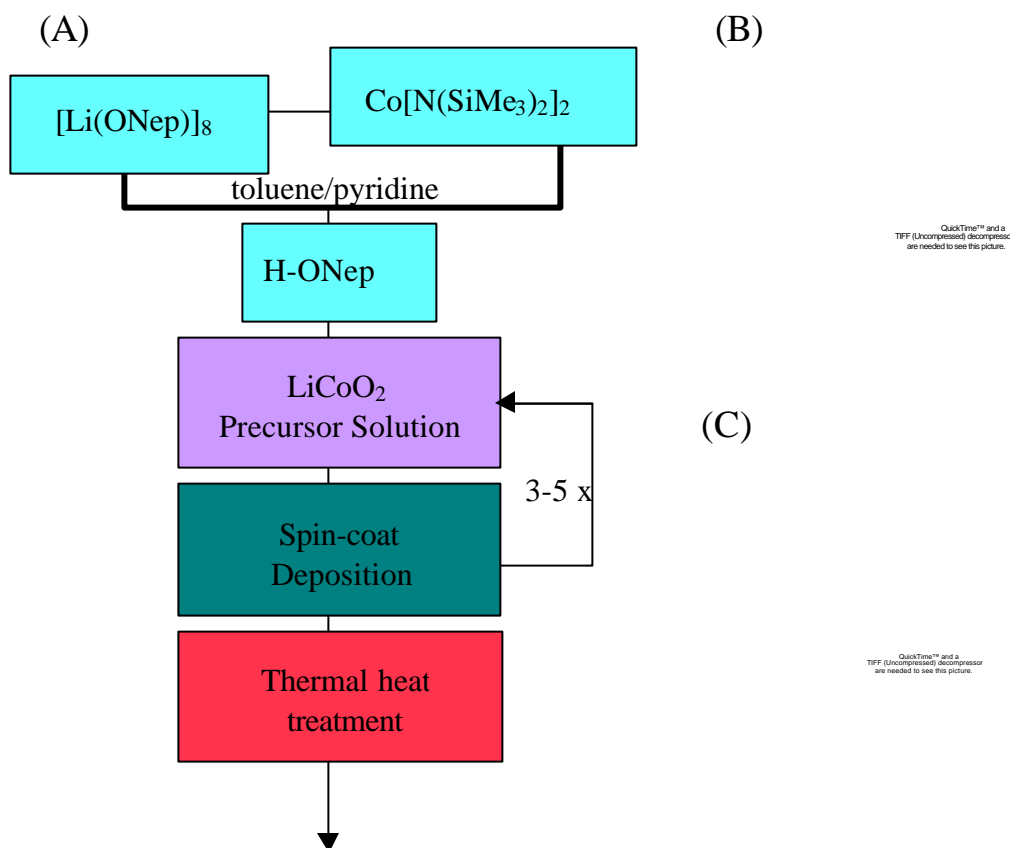 (A)
[Li(ONep)]₈
Co[N(SiMe₃)₂]₂
toluene/pyridine
H-ONep
LiCoO₂
Precursor Solution
3-5 x
Spin-coat
Deposition
Thermal heat
treatment
(B)
QuickTime™ and a
TIFF (Uncompressed) decompressor
are needed to see this picture.
(C)
QuickTime™ and a
TIFF (Uncompressed) decompressor
are needed to see this picture.